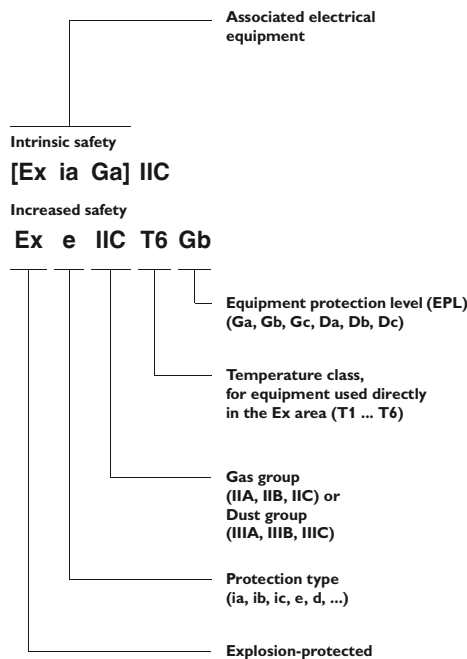 Associated electrical
equipment
Intrinsic safety
[Ex ia Ga] IIC
Increased safety
Ex e IIC T6 Gb
Equipment protection level (EPL)
(Ga, Gb, Gc, Da, Db, Dc)
Temperature class,
for equipment used directly
in the Ex area (T1 ... T6)
Gas group
(IIA, IIB, IIC) or
Dust group
(IIIA, IIIB, IIIC)
Protection type
(ia, ib, ic, e, d, ...)
Explosion-protected